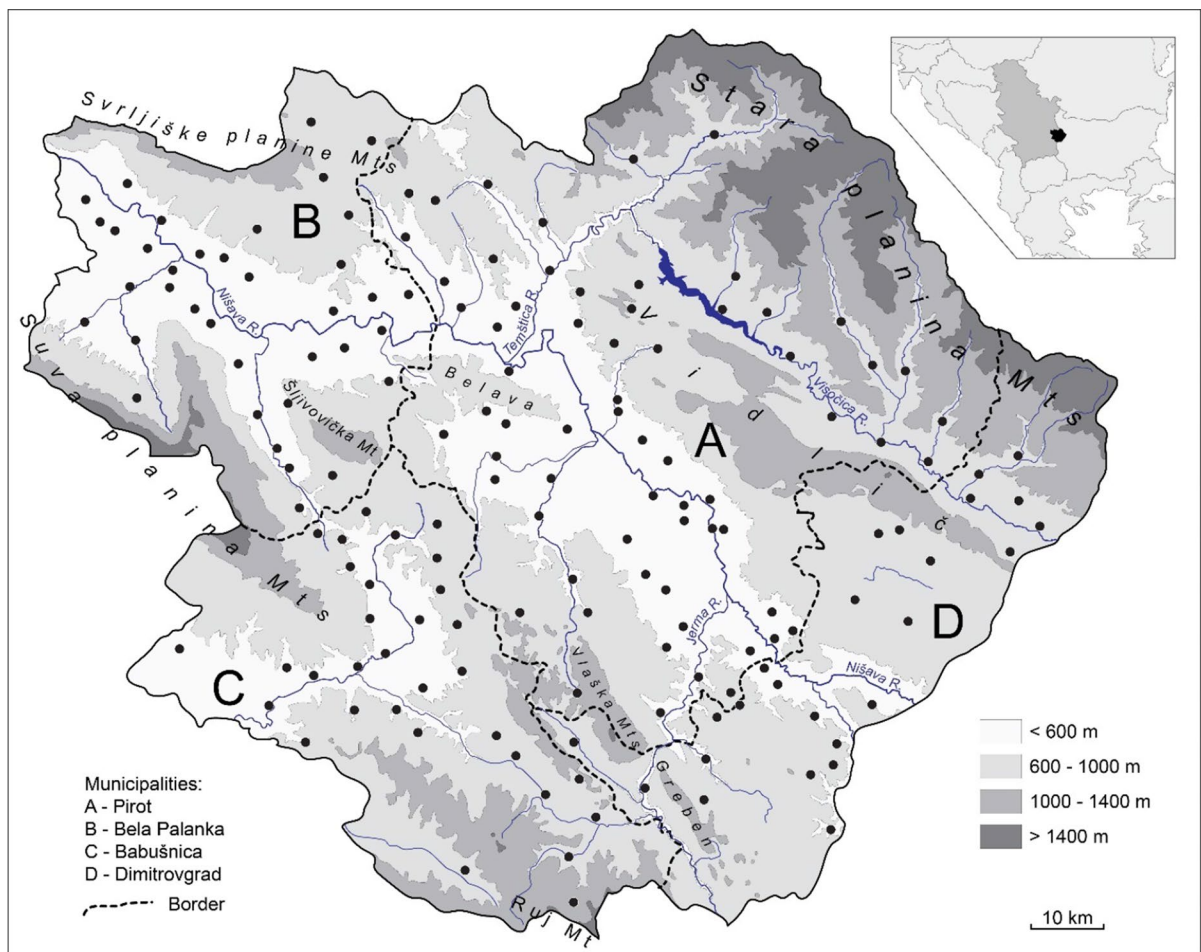 Stara planina Mts
Svrljiške planine Mts
B
Nišava R.
Temštica R.
Vidlič
Visočica R.
Suva planina Mts
Belava
Šljivovička Mt
A
D
Jerma R.
Nišava R.
C
Vlaška Mts
Greben
Ruj Mt
Municipalities:
A - Pirot
B - Bela Palanka
C - Babušnica
D - Dimitrovgrad
Border
< 600 m
600 - 1000 m
1000 - 1400 m
> 1400 m
10 km